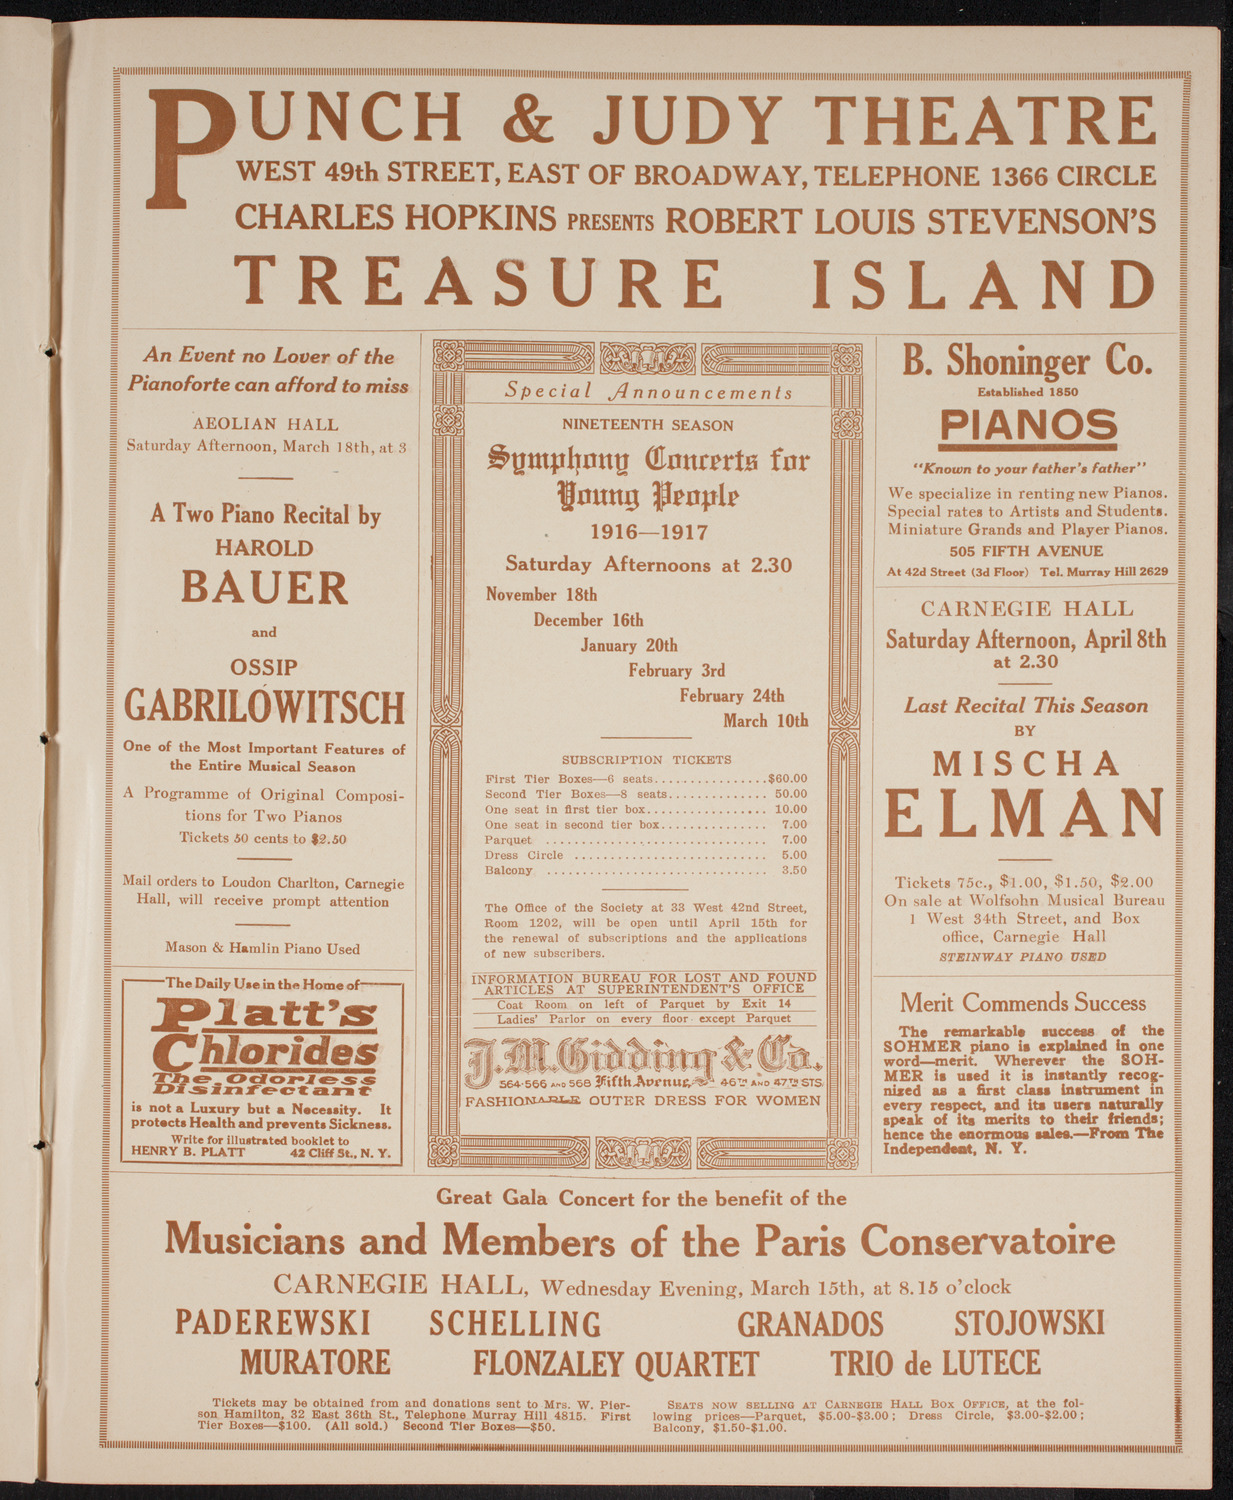 PUNCH & JUDY THEATRE
WEST 49th STREET, EAST OF BROADWAY, TELEPHONE 1366 CIRCLE
CHARLES HOPKINS PRESENTS ROBERT LOUIS STEVENSON'S
TREASURE ISLAND
An Event no Lover of the
Pianoforte can afford to miss
AEOLIAN HALL
Saturday Afternoon, March 18th, at 3
A Two Piano Recital by
HAROLD
BAUER
and
OSSIP
GABRILÓWITSCH
One of the Most Important Features of
the Entire Musical Season
A Programme of Original Composi-
tions for Two Pianos
Tickets 50 cents to $2.50
Mail orders to Loudon Charlton, Carnegie
Hall, will receive prompt attention
Mason & Hamlin Piano Used
The Daily Use in the Home of
Platt's
Chlorides
The Odorless
Disinfectant
is not a Luxury but a Necessity. It
protects Health and prevents Sickness.
Write for illustrated booklet to
HENRY B. PLATT 42 Cliff St., N. Y.
Special Announcements
NINETEENTH SEASON
Symphony Concerts for
Young People
1916—1917
Saturday Afternoons at 2.30
November 18th
December 16th
January 20th
February 3rd
February 24th
March 10th
SUBSCRIPTION TICKETS
First Tier Boxes—6 seats................$60.00
Second Tier Boxes—8 seats.............. 50.00
One seat in first tier box................. 10.00
One seat in second tier box............... 7.00
Parquet ................................ 7.00
Dress Circle ............................ 5.00
Balcony ................................ 3.50
The Office of the Society at 33 West 42nd Street,
Room 1202, will be open until April 15th for
the renewal of subscriptions and the applications
of new subscribers.
INFORMATION BUREAU FOR LOST AND FOUND
ARTICLES AT SUPERINTENDENT'S OFFICE
Coat Room on left of Parquet by Exit 14
Ladies' Parlor on every floor except Parquet
J.M. Gidding & Co.
564-566 AND 568 Fifth Avenue, 46TH AND 47TH STS.
FASHIONABLE OUTER DRESS FOR WOMEN
B. Shoninger Co.
Established 1850
PIANOS
"Known to your father's father"
We specialize in renting new Pianos.
Special rates to Artists and Students.
Miniature Grands and Player Pianos.
505 FIFTH AVENUE
At 42d Street (3d Floor) Tel. Murray Hill 2629
CARNEGIE HALL
Saturday Afternoon, April 8th
at 2.30
Last Recital This Season
BY
MISCHA
ELMAN
Tickets 75c., $1.00, $1.50, $2.00
On sale at Wolfsohn Musical Bureau
1 West 34th Street, and Box
office, Carnegie Hall
STEINWAY PIANO USED
Merit Commends Success
The remarkable success of the
SOHMER piano is explained in one
word—merit. Wherever the SOH-
MER is used it is instantly recog-
nized as a first class instrument in
every respect, and its users naturally
speak of its merits to their friends;
hence the enormous sales.—From The
Independent, N. Y.
Great Gala Concert for the benefit of the
Musicians and Members of the Paris Conservatoire
CARNEGIE HALL, Wednesday Evening, March 15th, at 8.15 o'clock
PADEREWSKI SCHELLING GRANADOS STOJOWSKI
MURATORE FLONZALEY QUARTET TRIO de LUTECE
Tickets may be obtained from and donations sent to Mrs. W. Pier-
son Hamilton, 32 East 36th St., Telephone Murray Hill 4815. First
Tier Boxes—$100. (All sold.) Second Tier Boxes—$50.
SEATS NOW SELLING AT CARNEGIE HALL BOX OFFICE, at the fol-
lowing prices—Parquet, $5.00-$3.00; Dress Circle, $3.00-$2.00;
Balcony, $1.50-$1.00.